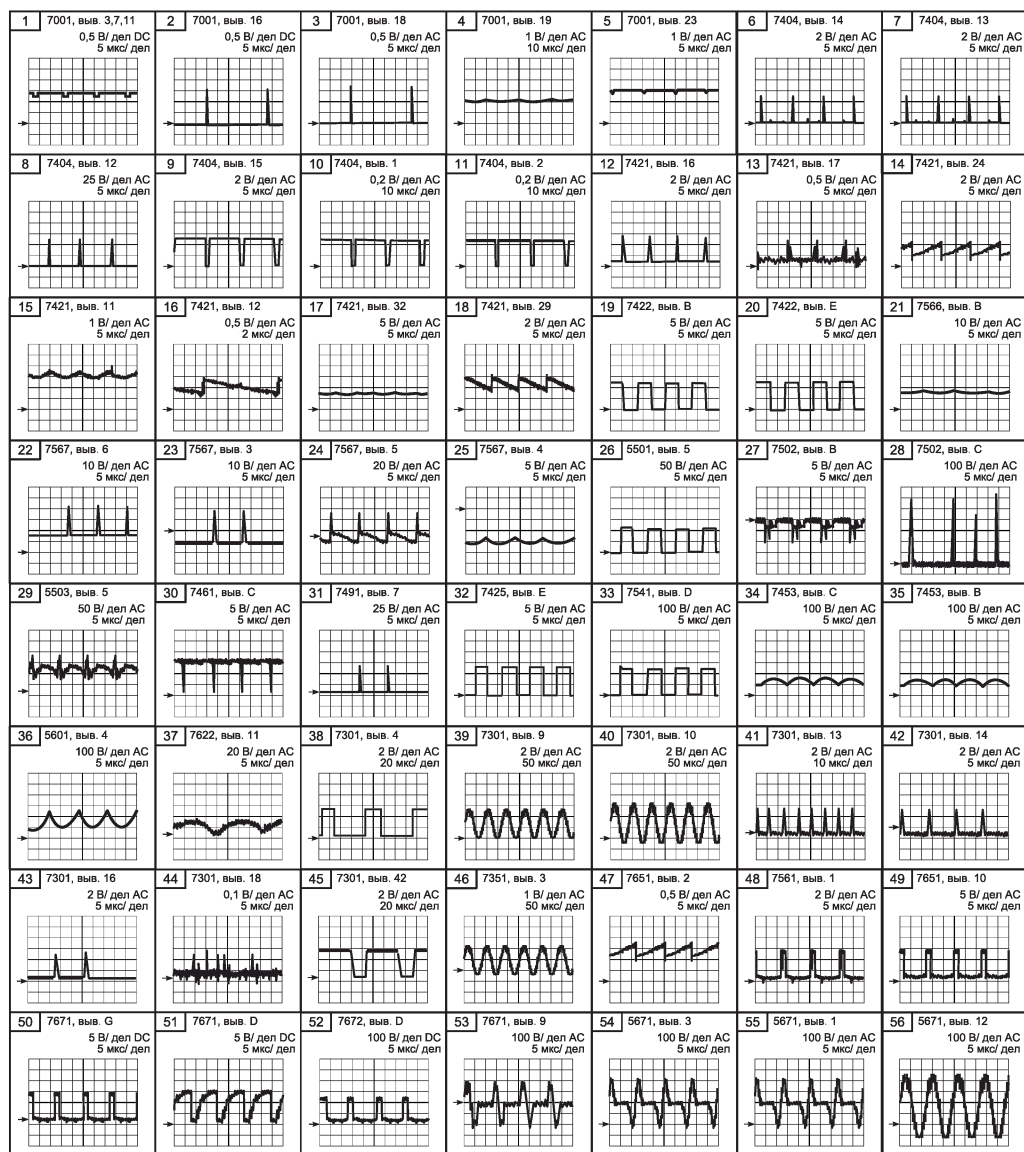 1 7001, выв. 3,7,11
0,5 В/ дел DC
5 мкс/ дел
2 7001, выв. 16
0,5 В/ дел DC
5 мкс/ дел
3 7001, выв. 18
0,5 В/ дел AC
5 мкс/ дел
4 7001, выв. 19
1 В/ дел AC
10 мкс/ дел
5 7001, выв. 23
1 В/ дел AC
5 мкс/ дел
6 7404, выв. 14
2 В/ дел AC
5 мкс/ дел
7 7404, выв. 13
2 В/ дел AC
5 мкс/ дел
8 7404, выв. 12
25 В/ дел AC
5 мкс/ дел
9 7404, выв. 15
2 В/ дел AC
5 мкс/ дел
10 7404, выв. 1
0,2 В/ дел AC
10 мкс/ дел
11 7404, выв. 2
0,2 В/ дел AC
10 мкс/ дел
12 7421, выв. 16
2 В/ дел AC
5 мкс/ дел
13 7421, выв. 17
0,5 В/ дел AC
5 мкс/ дел
14 7421, выв. 24
2 В/ дел AC
5 мкс/ дел
15 7421, выв. 11
1 В/ дел AC
5 мкс/ дел
16 7421, выв. 12
0,5 В/ дел AC
2 мкс/ дел
17 7421, выв. 32
5 В/ дел AC
5 мкс/ дел
18 7421, выв. 29
2 В/ дел AC
5 мкс/ дел
19 7422, выв. B
5 В/ дел AC
5 мкс/ дел
20 7422, выв. E
5 В/ дел AC
5 мкс/ дел
21 7566, выв. B
10 В/ дел AC
5 мкс/ дел
22 7567, выв. 6
10 В/ дел AC
5 мкс/ дел
23 7567, выв. 3
10 В/ дел AC
5 мкс/ дел
24 7567, выв. 5
20 В/ дел AC
5 мкс/ дел
25 7567, выв. 4
5 В/ дел AC
5 мкс/ дел
26 5501, выв. 5
50 В/ дел AC
5 мкс/ дел
27 7502, выв. B
5 В/ дел AC
5 мкс/ дел
28 7502, выв. C
100 В/ дел AC
5 мкс/ дел
29 5503, выв. 5
50 В/ дел AC
5 мкс/ дел
30 7461, выв. C
5 В/ дел AC
5 мкс/ дел
31 7491, выв. 7
25 В/ дел AC
5 мкс/ дел
32 7425, выв. E
5 В/ дел AC
5 мкс/ дел
33 7541, выв. D
100 В/ дел AC
5 мкс/ дел
34 7453, выв. C
100 В/ дел AC
5 мкс/ дел
35 7453, выв. B
100 В/ дел AC
5 мкс/ дел
36 5601, выв. 4
100 В/ дел AC
5 мкс/ дел
37 7622, выв. 11
20 В/ дел AC
5 мкс/ дел
38 7301, выв. 4
2 В/ дел AC
20 мкс/ дел
39 7301, выв. 9
2 В/ дел AC
50 мкс/ дел
40 7301, выв. 10
2 В/ дел AC
50 мкс/ дел
41 7301, выв. 13
2 В/ дел AC
10 мкс/ дел
42 7301, выв. 14
2 В/ дел AC
5 мкс/ дел
43 7301, выв. 16
2 В/ дел AC
5 мкс/ дел
44 7301, выв. 18
0,1 В/ дел AC
5 мкс/ дел
45 7301, выв. 42
2 В/ дел AC
20 мкс/ дел
46 7351, выв. 3
1 В/ дел AC
50 мкс/ дел
47 7651, выв. 2
0,5 В/ дел AC
5 мкс/ дел
48 7561, выв. 1
2 В/ дел AC
5 мкс/ дел
49 7651, выв. 10
5 В/ дел AC
5 мкс/ дел
50 7671, выв. G
5 В/ дел DC
5 мкс/ дел
51 7671, выв. D
5 В/ дел DC
5 мкс/ дел
52 7672, выв. D
100 В/ дел DC
5 мкс/ дел
53 7671, выв. 9
100 В/ дел AC
5 мкс/ дел
54 5671, выв. 3
100 В/ дел AC
5 мкс/ дел
55 5671, выв. 1
100 В/ дел AC
5 мкс/ дел
56 5671, выв. 12
100 В/ дел AC
5 мкс/ дел